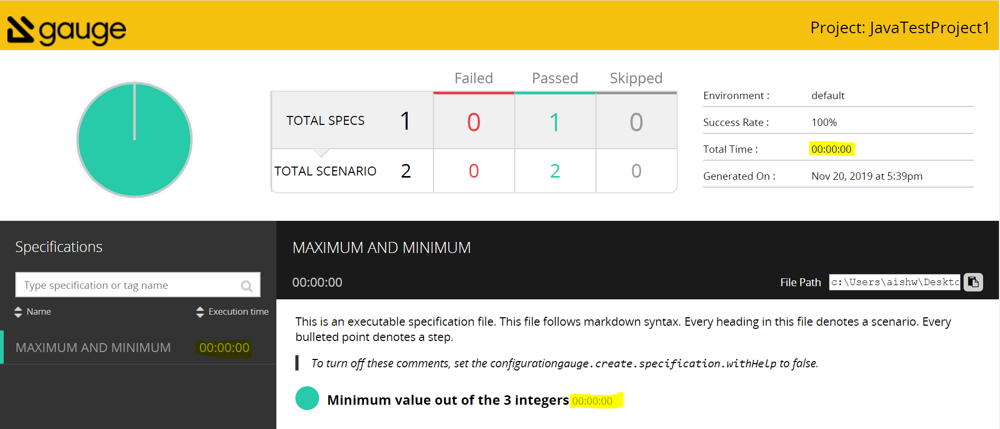 gauge
Project: JavaTestProject1
Failed Passed Skipped
TOTAL SPECS 1 0 1 0
TOTAL SCENARIO 2 0 2 0
Environment : default
Success Rate : 100%
Total Time : 00:00:00
Generated On : Nov 20, 2019 at 5:39pm
Specifications
Type specification or tag name
Name Execution time
MAXIMUM AND MINIMUM 00:00:00
MAXIMUM AND MINIMUM
00:00:00
File Path c:\Users\aishw\Deskto
This is an executable specification file. This file follows markdown syntax. Every heading in this file denotes a scenario. Every
bulleted point denotes a step.
To turn off these comments, set the configurationgauge.create.specification.withHelp to false.
Minimum value out of the 3 integers 00:00:00